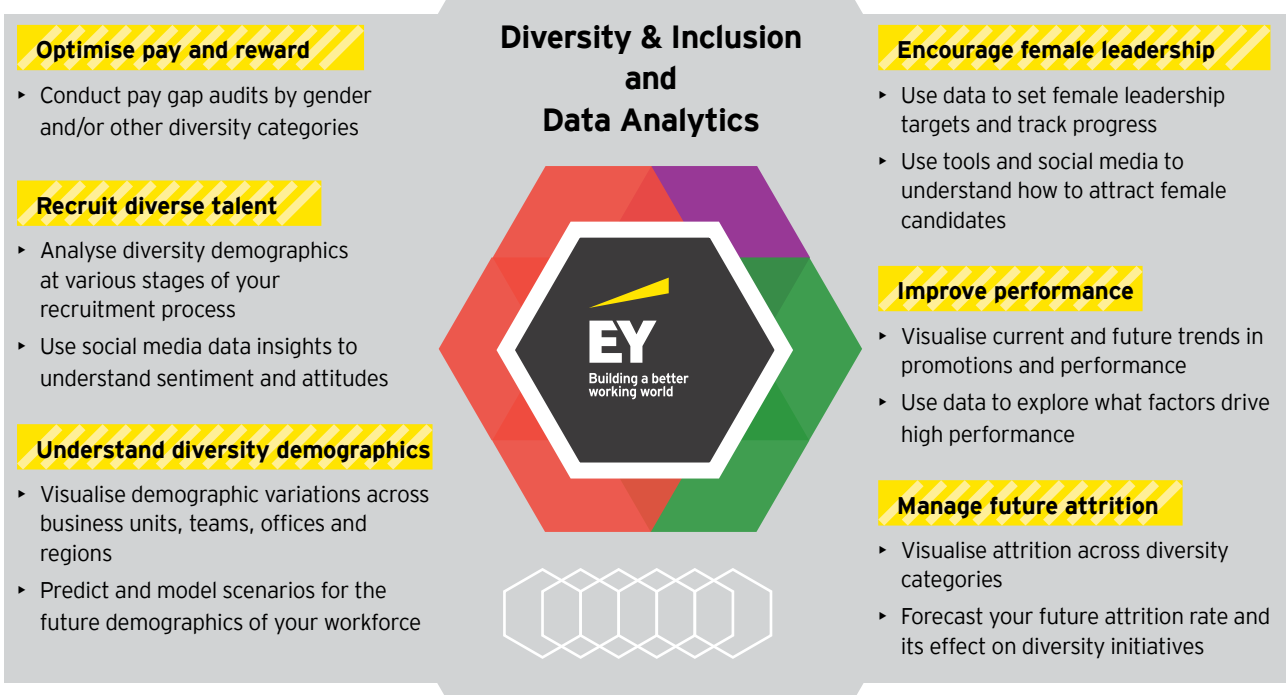 Optimise pay and reward
‣ Conduct pay gap audits by gender
and/or other diversity categories
Recruit diverse talent
‣ Analyse diversity demographics
at various stages of your
recruitment process
‣ Use social media data insights to
understand sentiment and attitudes
Understand diversity demographics
‣ Visualise demographic variations across
business units, teams, offices and
regions
‣ Predict and model scenarios for the
future demographics of your workforce
Diversity & Inclusion
and
Data Analytics
EY
Building a better
working world
Encourage female leadership
‣ Use data to set female leadership
targets and track progress
‣ Use tools and social media to
understand how to attract female
candidates
Improve performance
‣ Visualise current and future trends in
promotions and performance
‣ Use data to explore what factors drive
high performance
Manage future attrition
‣ Visualise attrition across diversity
categories
‣ Forecast your future attrition rate and
its effect on diversity initiatives